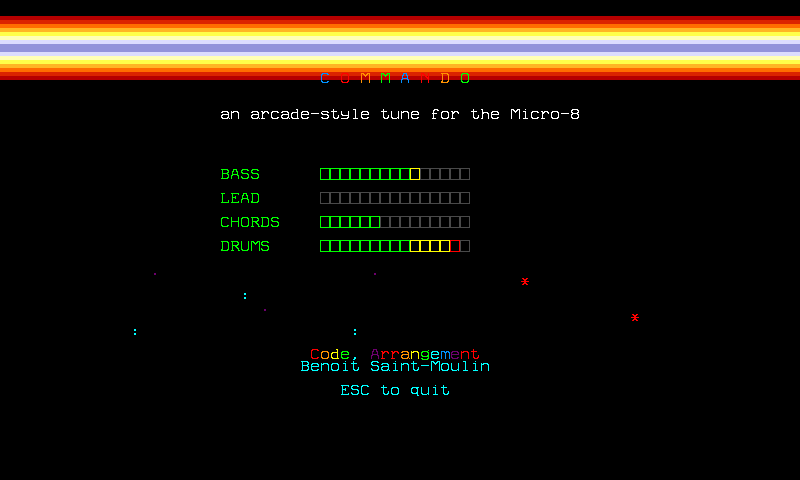 C O M M A N D O
an arcade-style tune for the Micro-8
BASS
LEAD
CHORDS
DRUMS
Code, Arrangement
Benoit Saint-Moulin
ESC to quit